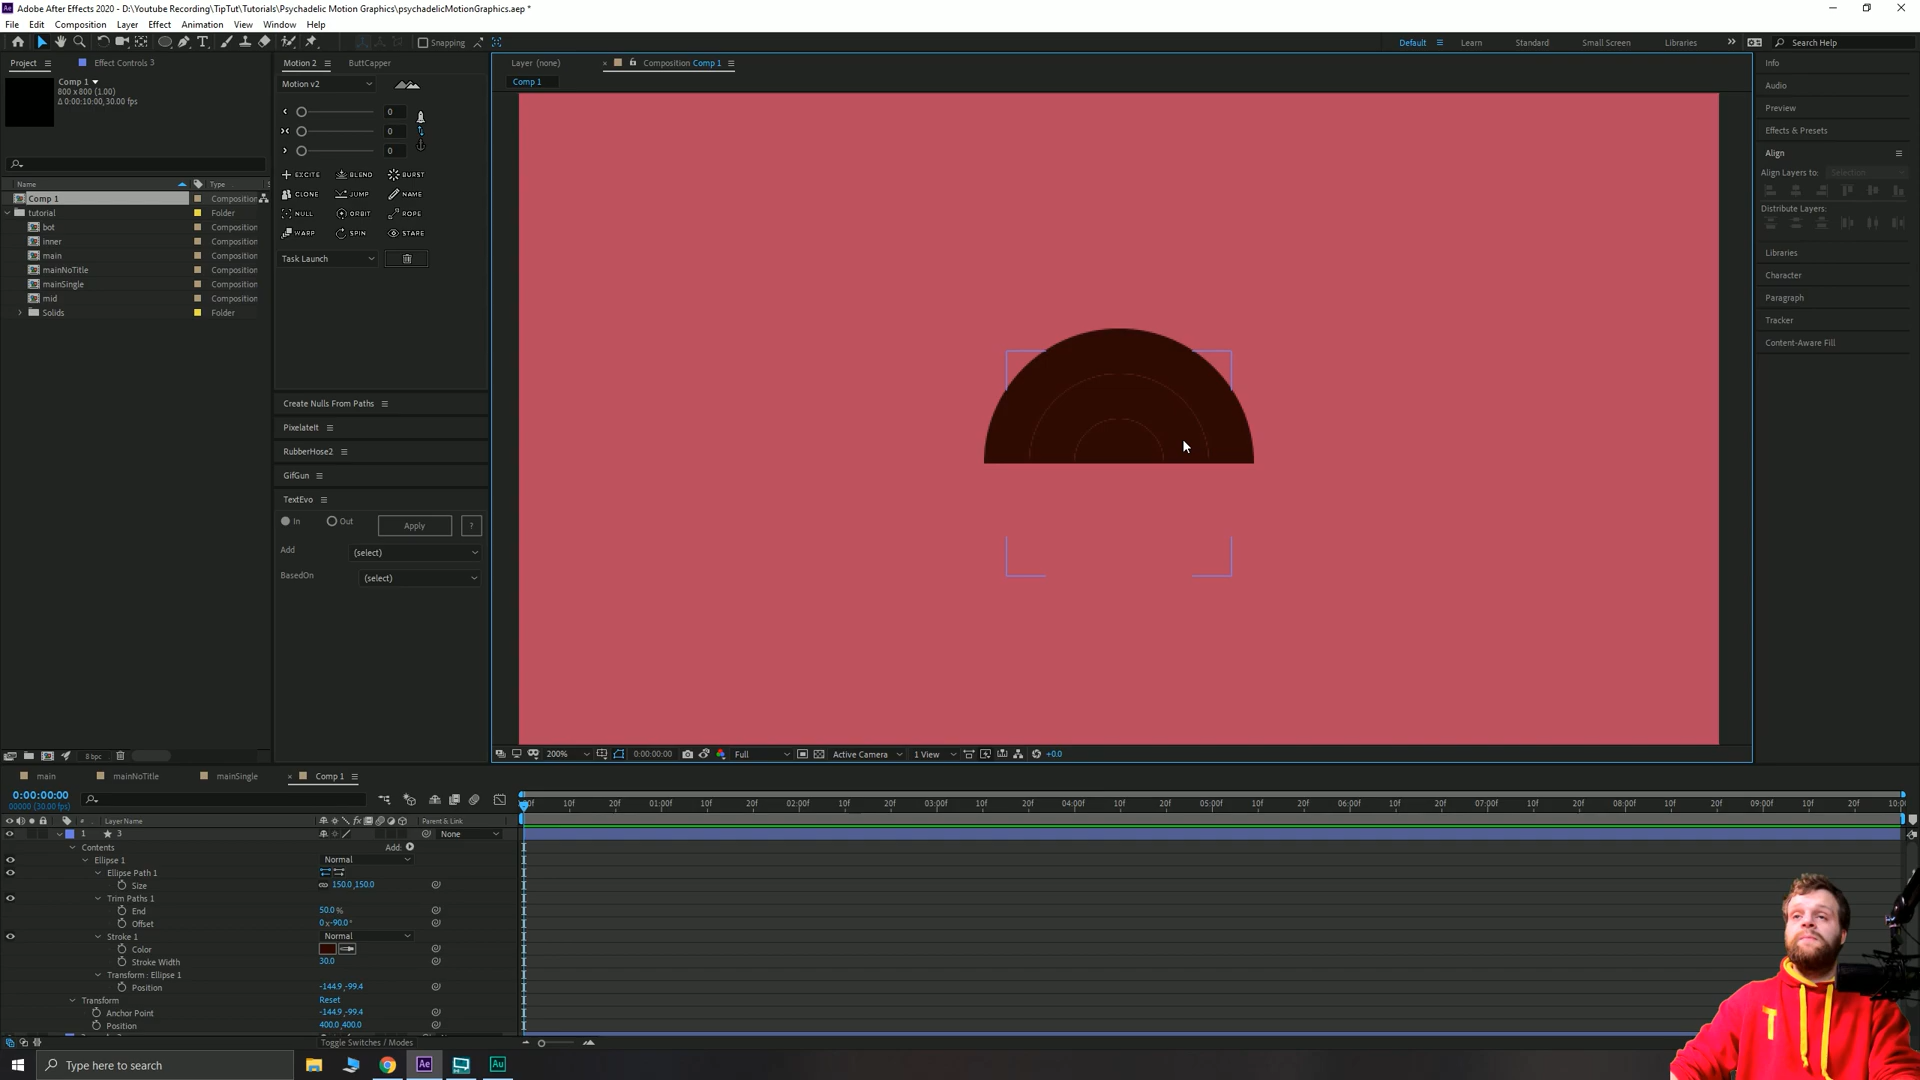 Adobe After Effects 2020 - D:\Youtube Recording\TipTut\Tutorials\Psychadelic Motion Graphics\psychadelicMotionGraphics.aep *
File Edit Composition Layer Effect Animation View Window Help
Snapping
Default Learn Standard Small Screen Libraries Search Help
Project Effect Controls 3
Comp 1
800 x 800 (1.00)
Δ 0:00:10:00, 30.00 fps
Name Type
Comp 1 Composition
tutorial Folder
bot Composition
inner Composition
main Composition
mainNoTitle Composition
mainSingle Composition
mid Composition
Solids Folder
8 bpc
Motion 2 ButtCapper
Motion v2
0
0
0
EXCITE BLEND BURST
CLONE JUMP NAME
NULL ORBIT ROPE
WARP SPIN STARE
Task Launch
Create Nulls From Paths
PixelateIt
RubberHose2
GifGun
TextEvo
In Out Apply ?
Add (select)
BasedOn (select)
Layer (none) Composition Comp 1
Comp 1
200% 0:00:00:00 Full Active Camera 1 View +0.0
Info
Audio
Preview
Effects & Presets
Align
Align Layers to: Selection
Distribute Layers:
Libraries
Character
Paragraph
Tracker
Content-Aware Fill
main mainNoTitle mainSingle Comp 1
0:00:00:00
00000 (30.00 fps)
10f 20f 01:00f 10f 20f 02:00f 10f 20f 03:00f 10f 20f 04:00f 10f 20f 05:00f 10f 20f 06:00f 10f 20f 07:00f 10f 20f 08:00f 10f 20f 09:00f 10f 20f
# Layer Name Parent & Link
1 3 None
Contents Add:
Ellipse 1 Normal
Ellipse Path 1
Size 150.0,150.0
Trim Paths 1
End 50.0 %
Offset 0 x-90.0°
Stroke 1 Normal
Color
Stroke Width 30.0
Transform : Ellipse 1
Position -144.9,-99.4
Transform Reset
Anchor Point -144.9,-99.4
Position 400.0,400.0
Toggle Switches / Modes
Type here to search
Ae Au